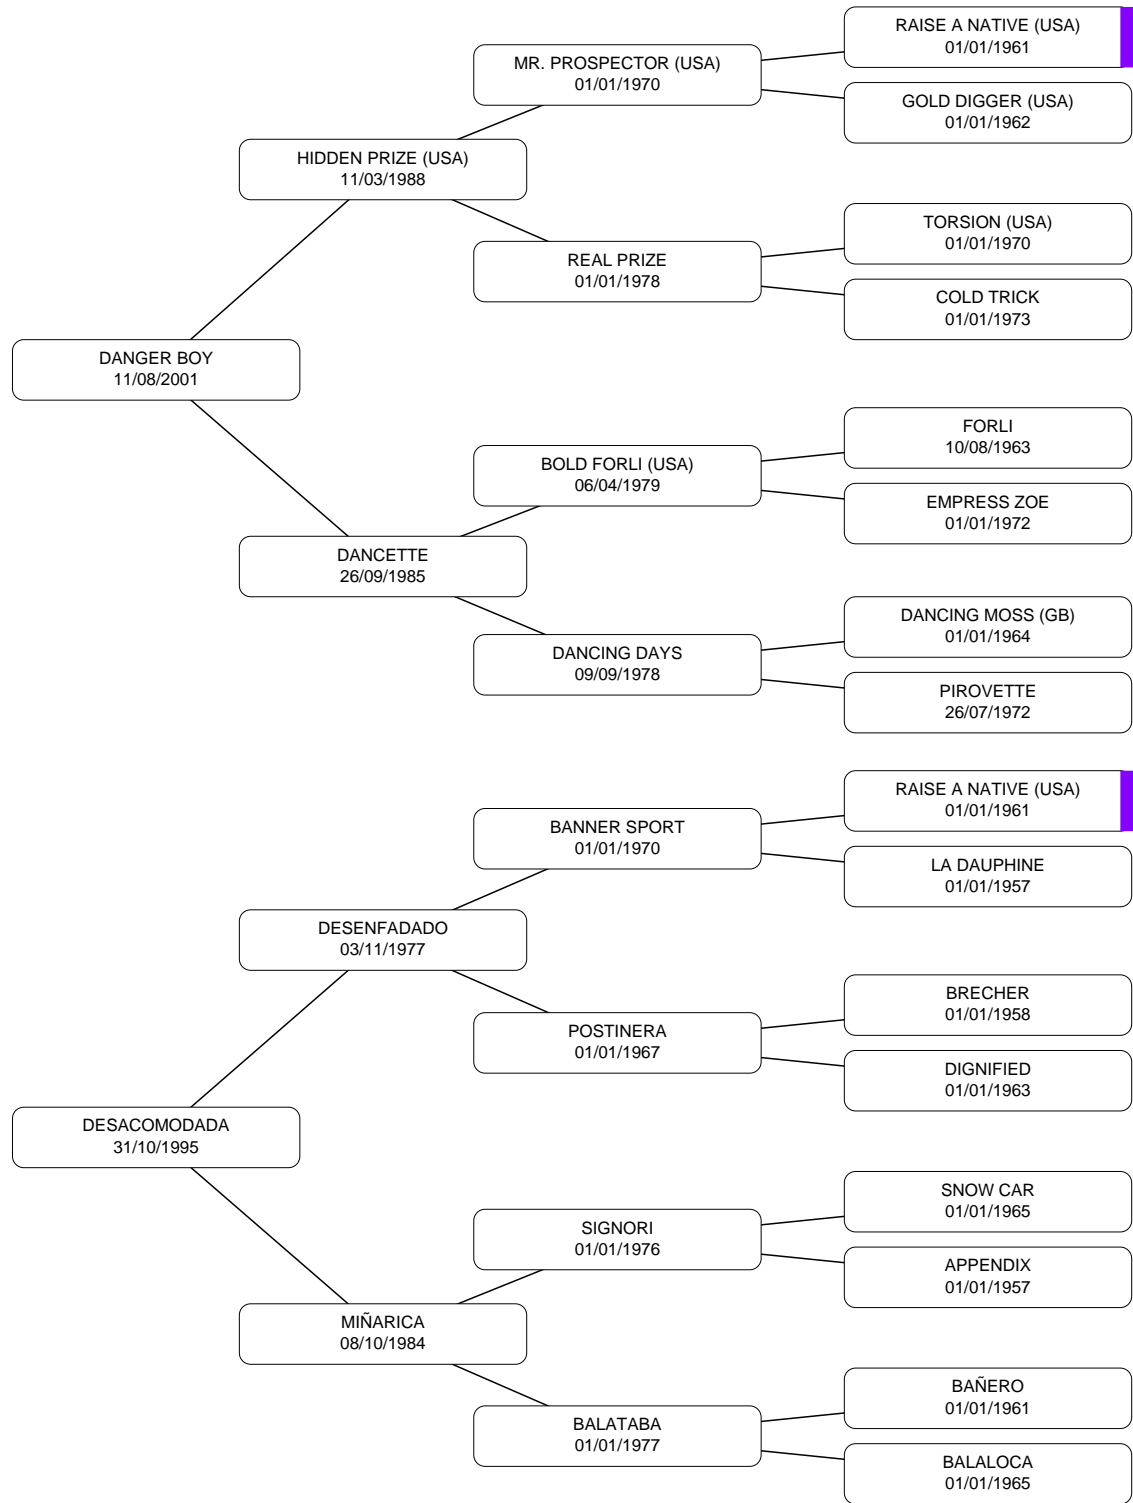 RAISE A NATIVE (USA)
01/01/1961
MR. PROSPECTOR (USA)
01/01/1970
GOLD DIGGER (USA)
01/01/1962
HIDDEN PRIZE (USA)
11/03/1988
TORSION (USA)
01/01/1970
REAL PRIZE
01/01/1978
COLD TRICK
01/01/1973
DANGER BOY
11/08/2001
FORLI
10/08/1963
BOLD FORLI (USA)
06/04/1979
EMPRESS ZOE
01/01/1972
DANCETTE
26/09/1985
DANCING MOSS (GB)
01/01/1964
DANCING DAYS
09/09/1978
PIROVETTE
26/07/1972
RAISE A NATIVE (USA)
01/01/1961
BANNER SPORT
01/01/1970
LA DAUPHINE
01/01/1957
DESENFADADO
03/11/1977
BRECHER
01/01/1958
POSTINERA
01/01/1967
DIGNIFIED
01/01/1963
DESACOMODADA
31/10/1995
SNOW CAR
01/01/1965
SIGNORI
01/01/1976
APPENDIX
01/01/1957
MIÑARICA
08/10/1984
BAÑERO
01/01/1961
BALATABA
01/01/1977
BALALOCA
01/01/1965